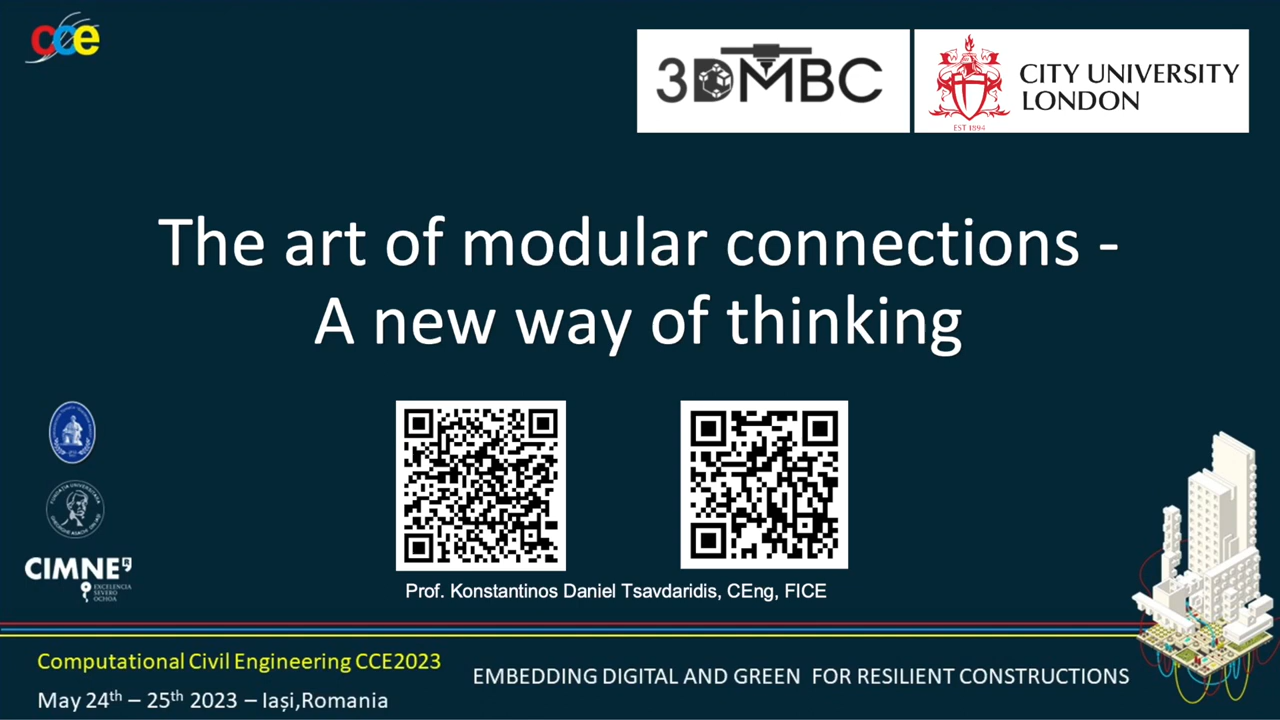 cce
3DMBC
CITY UNIVERSITY
LONDON
EST 1894
The art of modular connections -
A new way of thinking
CIMNE
EXCELENCIA
SEVERO
OCHOA
Prof. Konstantinos Daniel Tsavdaridis, CEng, FICE
Computational Civil Engineering CCE2023
EMBEDDING DIGITAL AND GREEN FOR RESILIENT CONSTRUCTIONS
May 24th – 25th 2023 – Iași,Romania